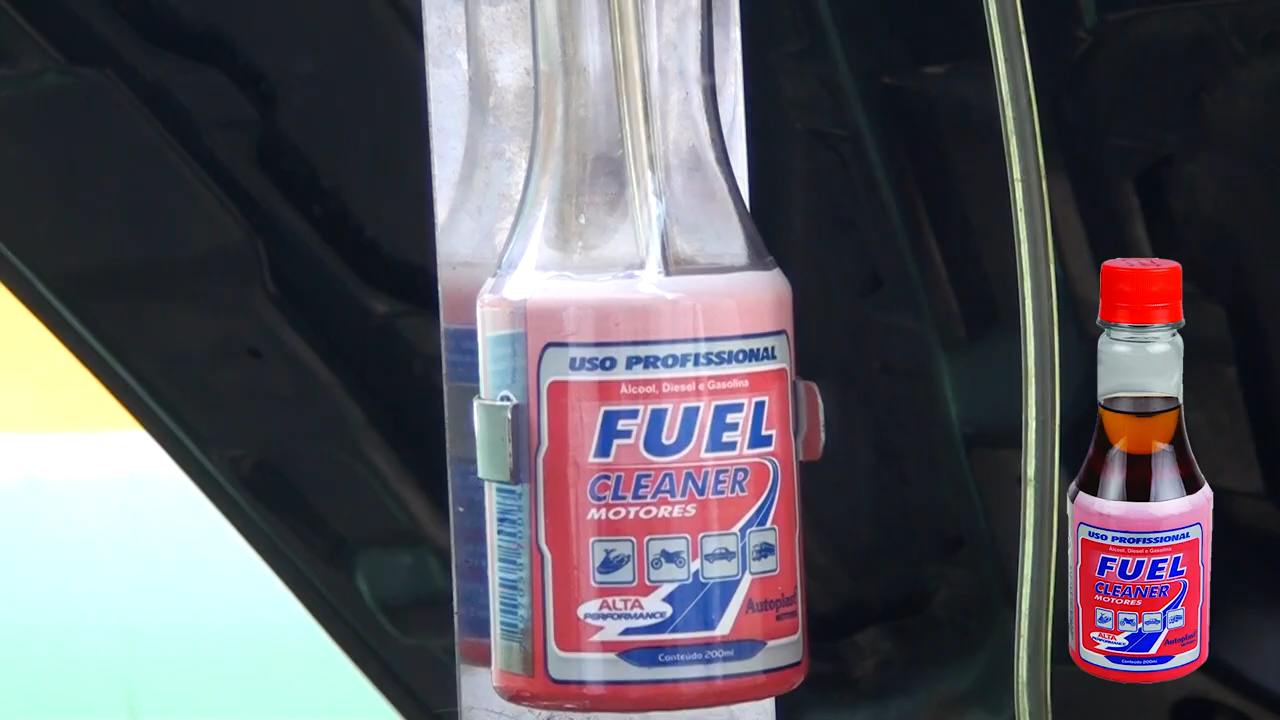 USO PROFISSIONAL
Álcool, Diesel e Gasolina
FUEL
CLEANER
MOTORES
ALTA
PERFORMANCE
Autoplast
MOTORS
Conteúdo 200ml
USO PROFISSIONAL
Álcool, Diesel e Gasolina
FUEL
CLEANER
MOTORES
ALTA
PERFORMANCE
Autoplast
Conteúdo 200ml